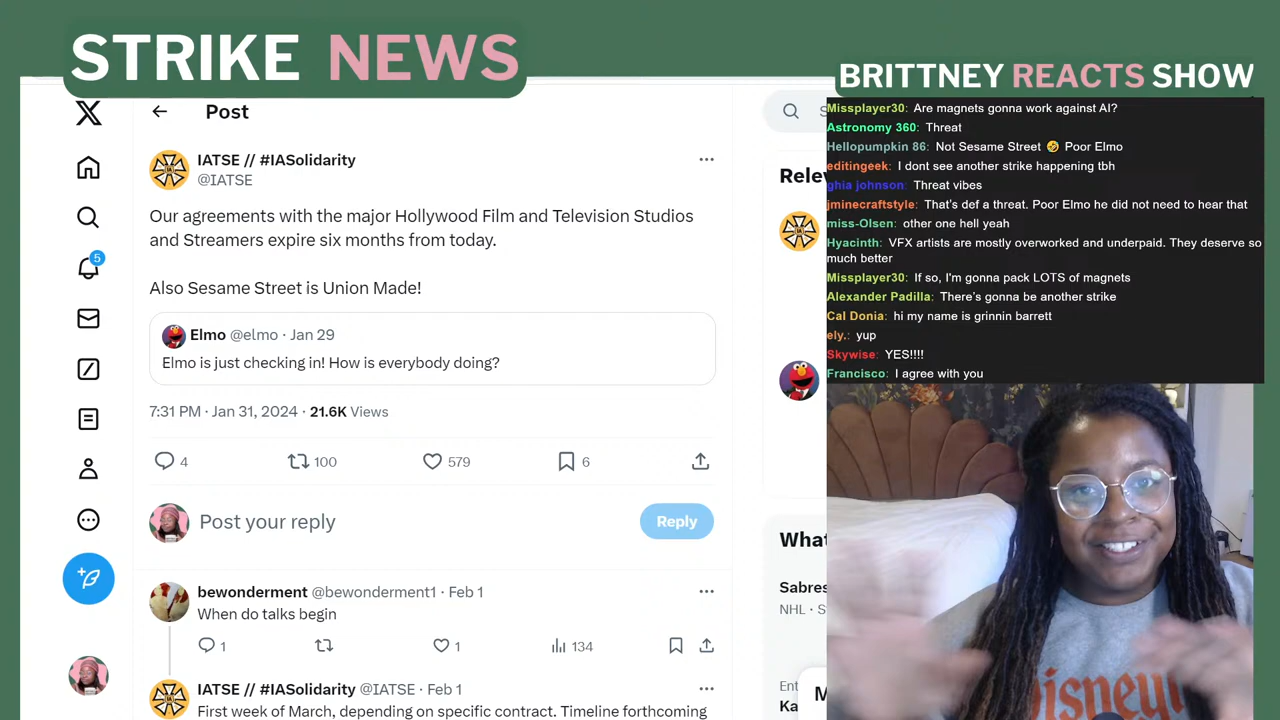 STRIKE NEWS
BRITTNEY REACTS SHOW
Post
IATSE // #IASolidarity
@IATSE
Our agreements with the major Hollywood Film and Television Studios
and Streamers expire six months from today.
Also Sesame Street is Union Made!
Elmo @elmo · Jan 29
Elmo is just checking in! How is everybody doing?
7:31 PM · Jan 31, 2024 · 21.6K Views
4 100 579 6
Post your reply
Reply
bewonderment @bewonderment1 · Feb 1
When do talks begin
1 1 134
IATSE // #IASolidarity @IATSE · Feb 1
First week of March, depending on specific contract. Timeline forthcoming
5
Rele
What
Sabres
NHL · S
Ent
Ka
M
Missplayer30: Are magnets gonna work against AI?
Astronomy 360: Threat
Hellopumpkin 86: Not Sesame Street 🤣 Poor Elmo
editingeek: I dont see another strike happening tbh
ghia johnson: Threat vibes
jminecraftstyle: That's def a threat. Poor Elmo he did not need to hear that
miss-Olsen: other one hell yeah
Hyacinth: VFX artists are mostly overworked and underpaid. They deserve so
much better
Missplayer30: If so, I'm gonna pack LOTS of magnets
Alexander Padilla: There's gonna be another strike
Cal Donia: hi my name is grinnin barrett
ely.: yup
Skywise: YES!!!!
Francisco: I agree with you
Disney